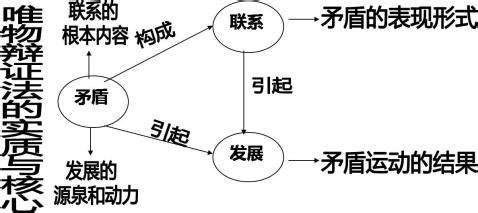 唯物辩证法的实质与核心
联系的
根本内容
矛盾
发展的
源泉和动力
构成
引起
联系
引起
发展
矛盾的表现形式
矛盾运动的结果